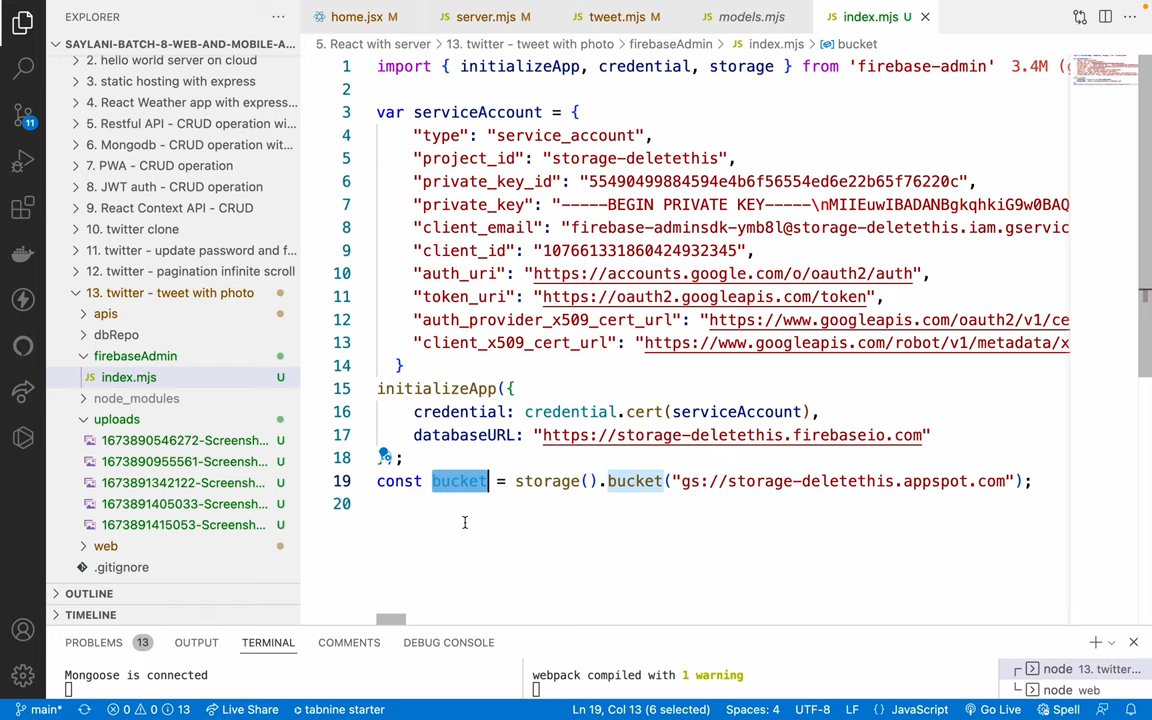 EXPLORER
SAYLANI-BATCH-8-WEB-AND-MOBILE-A...
2. hello world server on cloud
3. static hosting with express
4. React Weather app with express...
5. Restful API - CRUD operation wi...
6. Mongodb - CRUD operation wit...
7. PWA - CRUD operation
8. JWT auth - CRUD operation
9. React Context API - CRUD
10. twitter clone
11. twitter - update password and f...
12. twitter - pagination infinite scroll
13. twitter - tweet with photo
apis
dbRepo
firebaseAdmin
JS index.mjs U
node_modules
uploads
1673890546272-Screensh... U
1673890955561-Screensh... U
1673891342122-Screensh... U
1673891405033-Screensh... U
1673891415053-Screensh... U
web
.gitignore
OUTLINE
TIMELINE
home.jsx M JS server.mjs M JS tweet.mjs M JS models.mjs JS index.mjs U
5. React with server > 13. twitter - tweet with photo > firebaseAdmin > JS index.mjs > bucket
1 import { initializeApp, credential, storage } from 'firebase-admin' 3.4M (
2
3 var serviceAccount = {
4 "type": "service_account",
5 "project_id": "storage-deletethis",
6 "private_key_id": "55490499884594e4b6f56554ed6e22b65f76220c",
7 "private_key": "-----BEGIN PRIVATE KEY-----\nMIIEuwIBADANBgkqhkiG9w0BAQ
8 "client_email": "firebase-adminsdk-ymb8l@storage-deletethis.iam.gservic
9 "client_id": "107661331860424932345",
10 "auth_uri": "https://accounts.google.com/o/oauth2/auth",
11 "token_uri": "https://oauth2.googleapis.com/token",
12 "auth_provider_x509_cert_url": "https://www.googleapis.com/oauth2/v1/ce
13 "client_x509_cert_url": "https://www.googleapis.com/robot/v1/metadata/x
14 }
15 initializeApp({
16 credential: credential.cert(serviceAccount),
17 databaseURL: "https://storage-deletethis.firebaseio.com"
18 });
19 const bucket = storage().bucket("gs://storage-deletethis.appspot.com");
20
PROBLEMS 13 OUTPUT TERMINAL COMMENTS DEBUG CONSOLE
Mongoose is connected
webpack compiled with 1 warning
node 13. twitter...
node web
11
main* 0 0 13 Live Share tabnine starter Ln 19, Col 13 (6 selected) Spaces: 4 UTF-8 LF {} JavaScript Go Live Spell